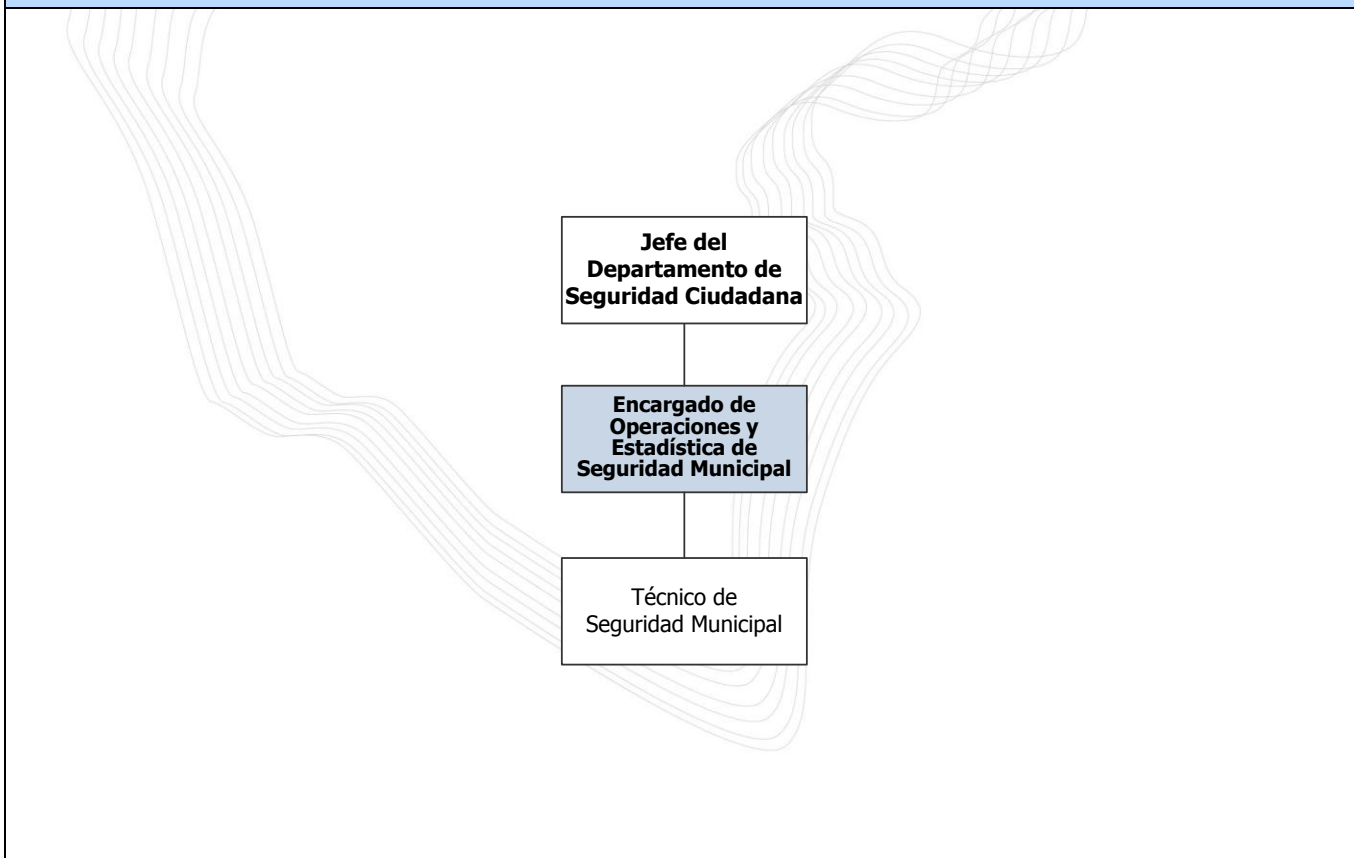 Jefe del
Departamento de
Seguridad Ciudadana
Encargado de
Operaciones y
Estadística de
Seguridad Municipal
Técnico de
Seguridad Municipal